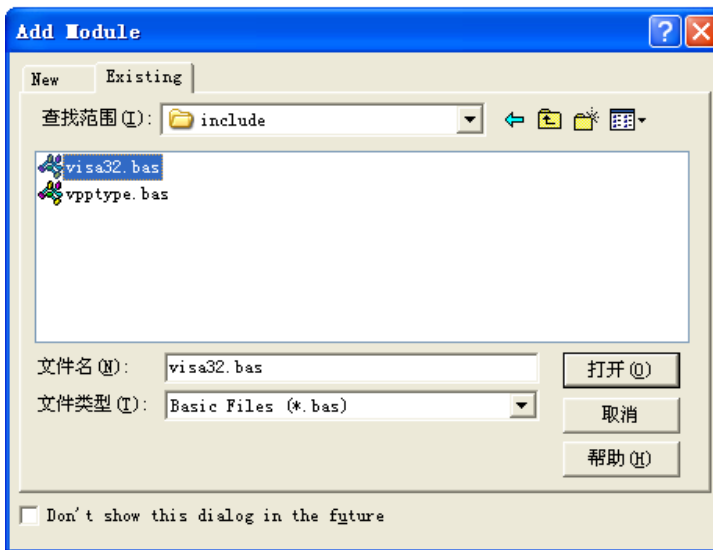 Add Module
New Existing
查找范围(I): include
visa32.bas
vpptype.bas
文件名(N): visa32.bas 打开(O)
文件类型(T): Basic Files (*.bas) 取消
帮助(H)
Don't show this dialog in the future